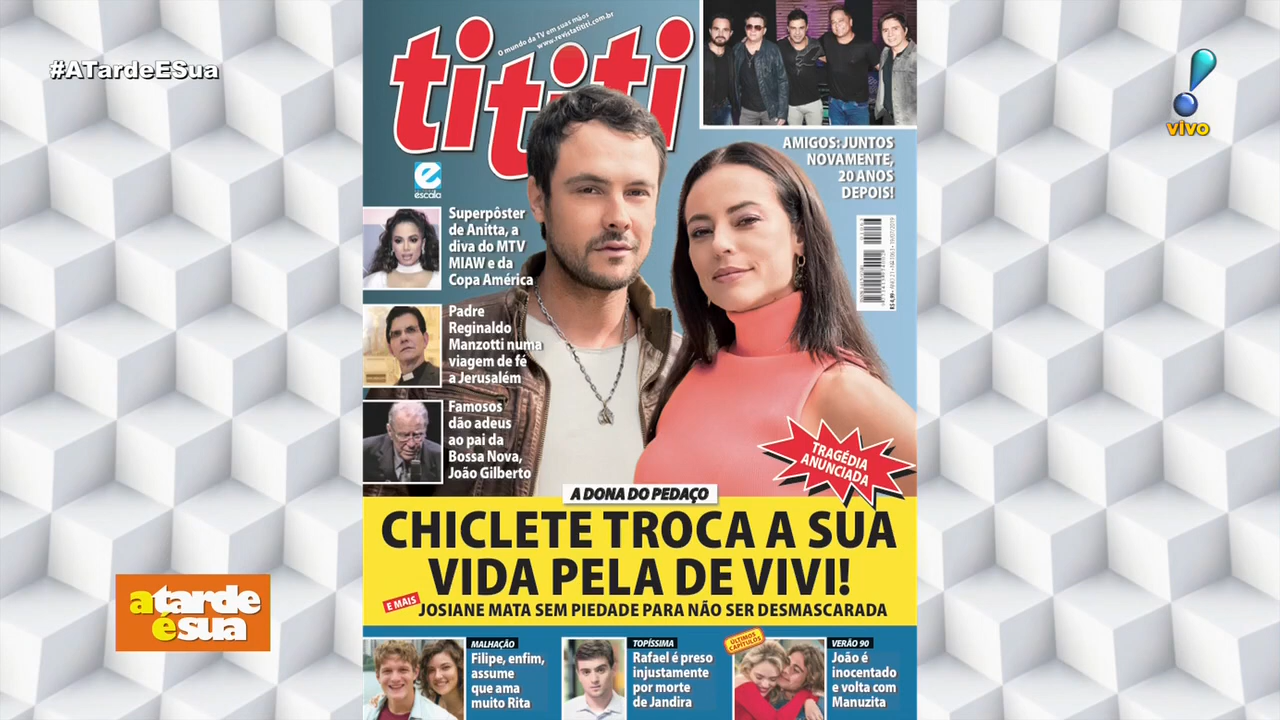 #ATardeESua
vivo
O mundo da TV em suas mãos
www.revistatititi.com.br
tititi
escala
AMIGOS: JUNTOS
NOVAMENTE,
20 ANOS
DEPOIS!
Superpôster
de Anitta, a
diva do MTV
MIAW e da
Copa América
Padre
Reginaldo
Manzotti numa
viagem de fé
a Jerusalém
Famosos
dão adeus
ao pai da
Bossa Nova,
João Gilberto
TRAGÉDIA
ANUNCIADA
A DONA DO PEDAÇO
CHICLETE TROCA A SUA
VIDA PELA DE VIVI!
E MAIS JOSIANE MATA SEM PIEDADE PARA NÃO SER DESMASCARADA
a tarde
é sua
MALHAÇÃO
Filipe, enfim,
assume
que ama
muito Rita
TOPÍSSIMA
Rafael é preso
injustamente
por morte
de Jandira
ÚLTIMOS
CAPÍTULOS
VERÃO 90
João é
inocentado
e volta com
Manuzita